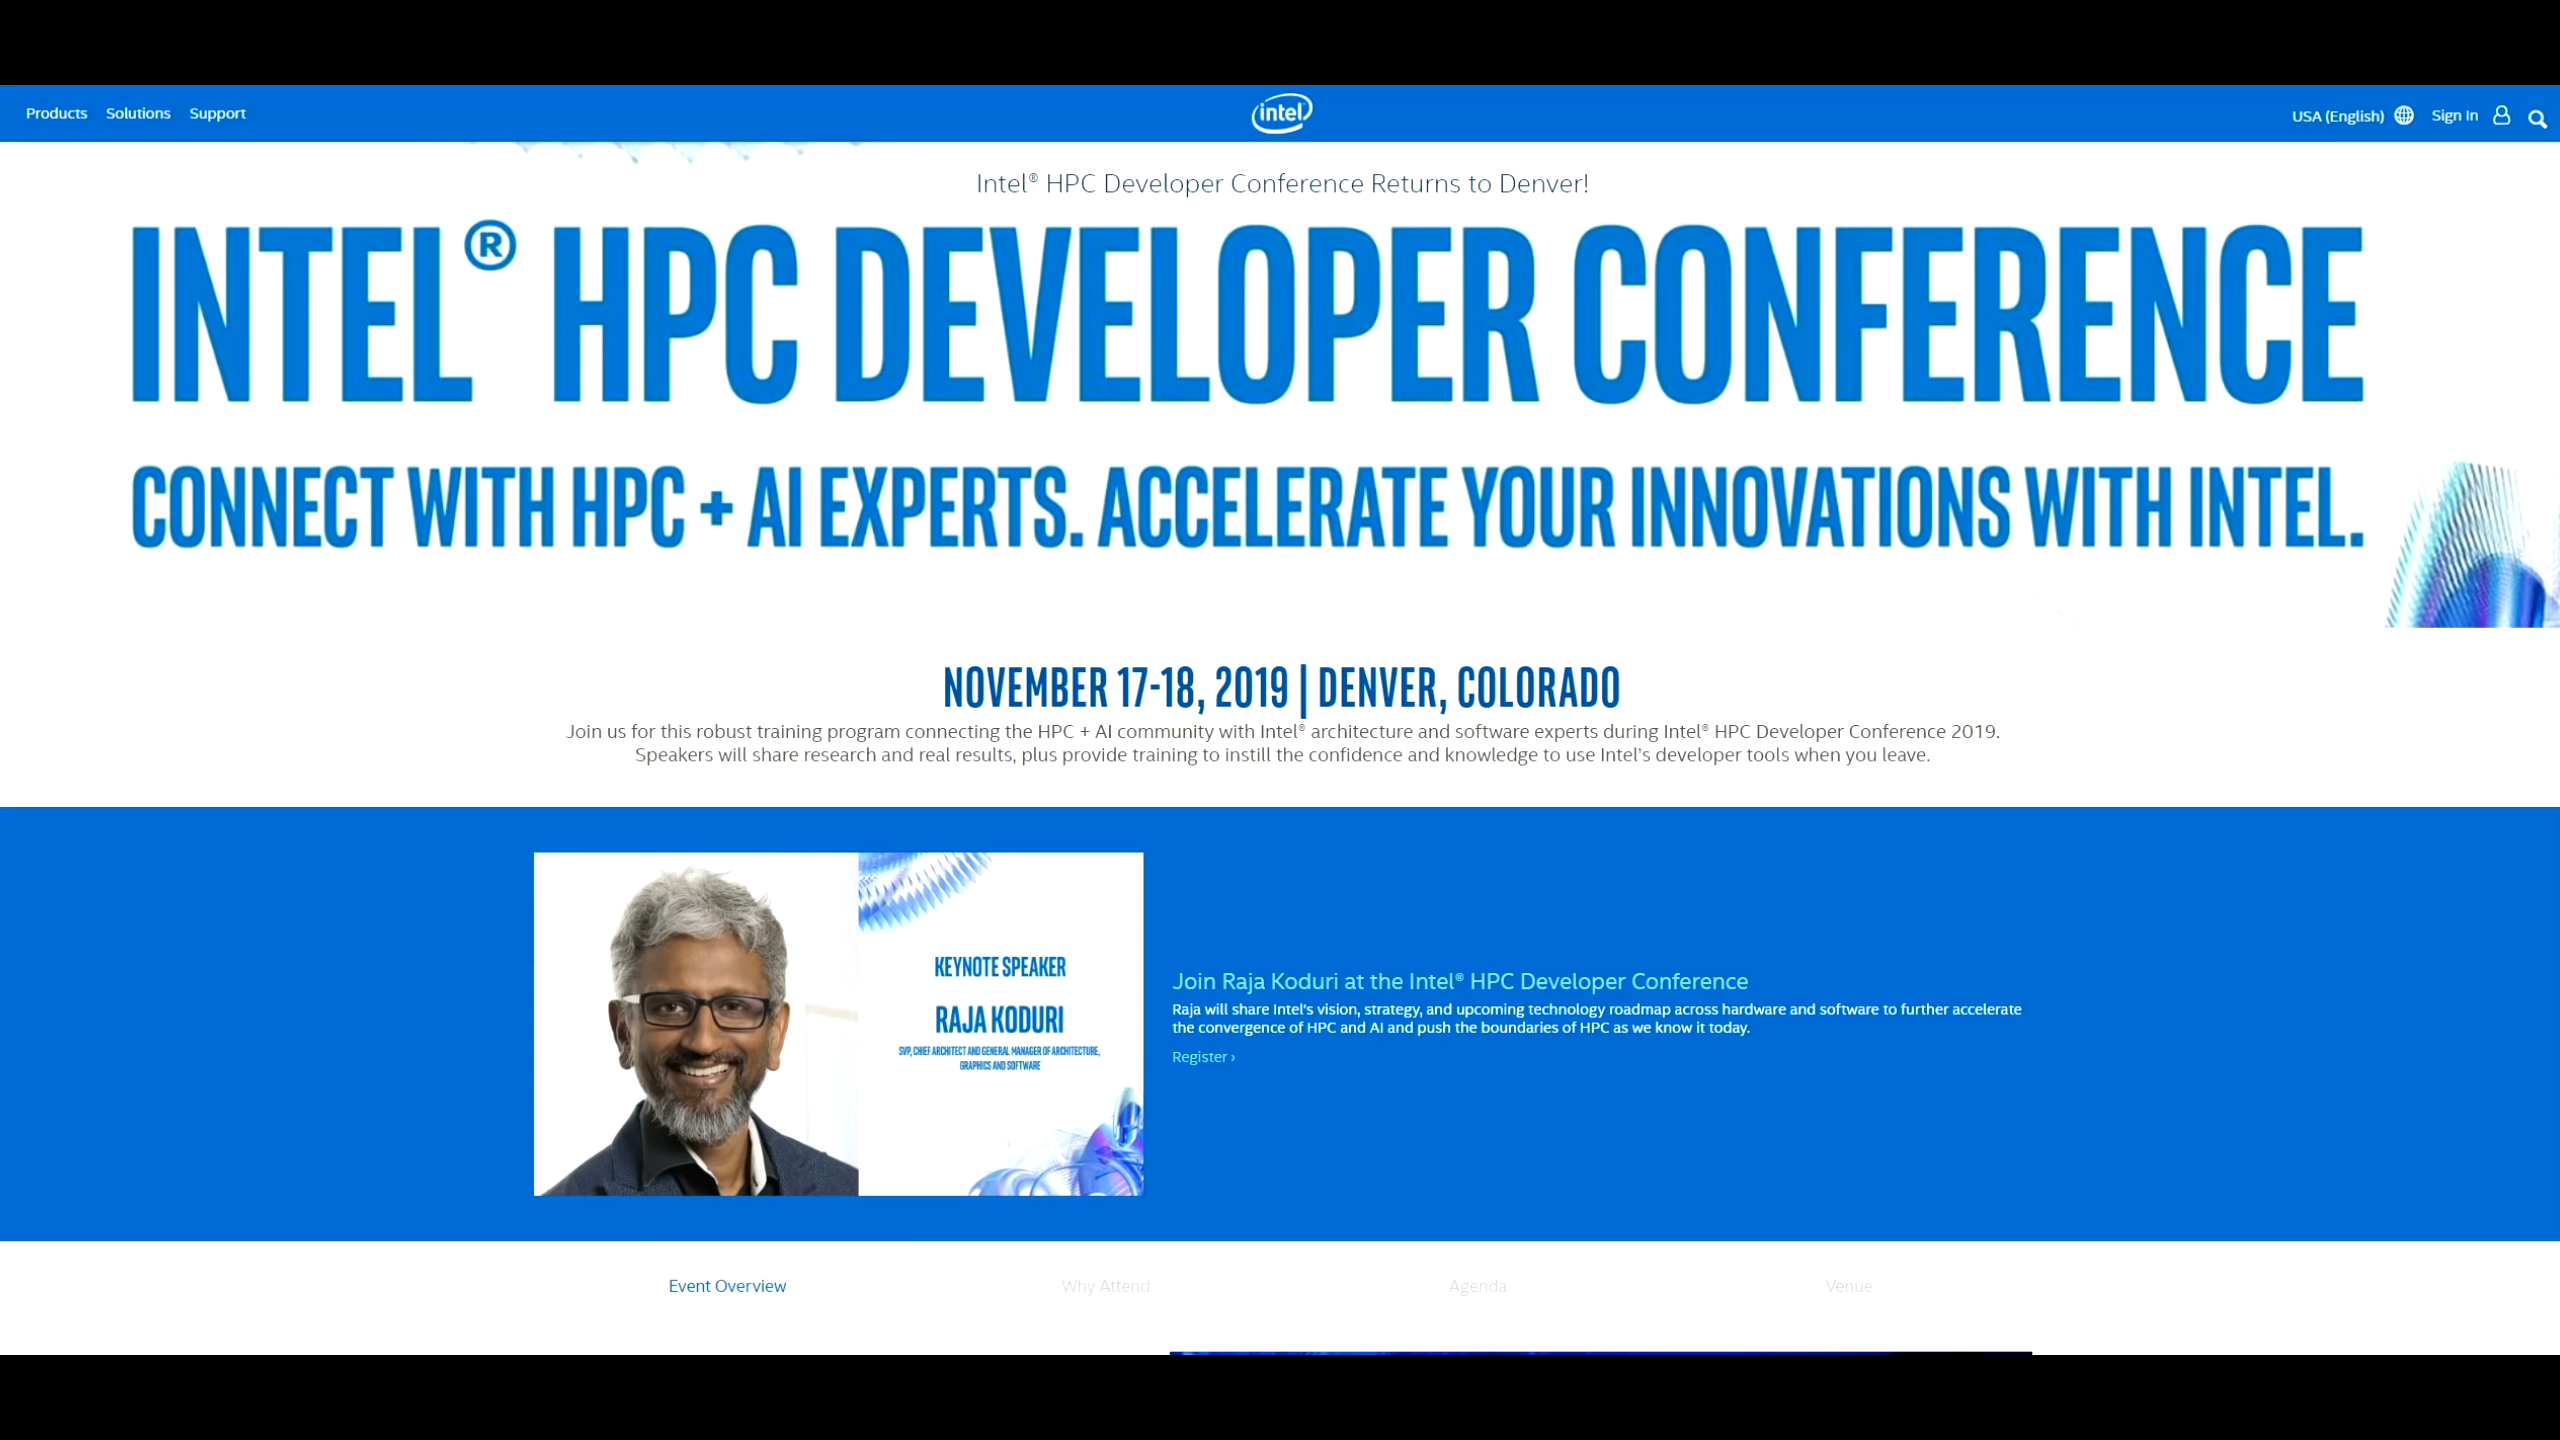 Products Solutions Support
intel
USA (English) Sign In
Intel® HPC Developer Conference Returns to Denver!
INTEL® HPC DEVELOPER CONFERENCE
CONNECT WITH HPC + AI EXPERTS. ACCELERATE YOUR INNOVATIONS WITH INTEL.
NOVEMBER 17-18, 2019 | DENVER, COLORADO
Join us for this robust training program connecting the HPC + AI community with Intel® architecture and software experts during Intel® HPC Developer Conference 2019.
Speakers will share research and real results, plus provide training to instill the confidence and knowledge to use Intel's developer tools when you leave.
KEYNOTE SPEAKER
RAJA KODURI
SVP, CHIEF ARCHITECT AND GENERAL MANAGER OF ARCHITECTURE,
GRAPHICS AND SOFTWARE
Join Raja Koduri at the Intel® HPC Developer Conference
Raja will share Intel's vision, strategy, and upcoming technology roadmap across hardware and software to further accelerate
the convergence of HPC and AI and push the boundaries of HPC as we know it today.
Register ›
Event Overview Why Attend Agenda Venue